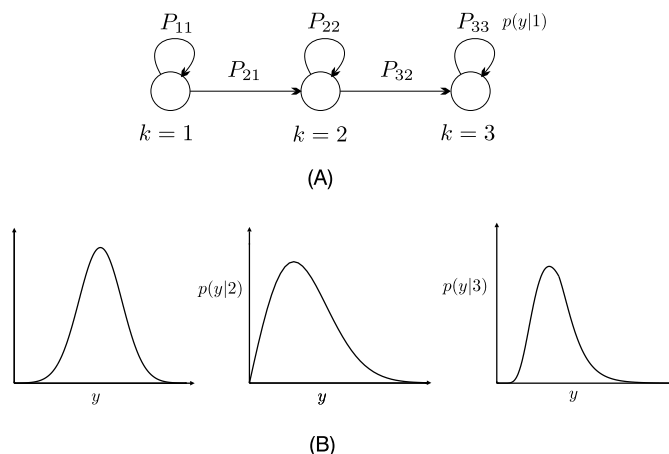 P₁₁ P₂₂ P₃₃ p(y|1)
P₂₁ P₃₂
k = 1 k = 2 k = 3
(A)
p(y|2) p(y|3)
y y y
(B)